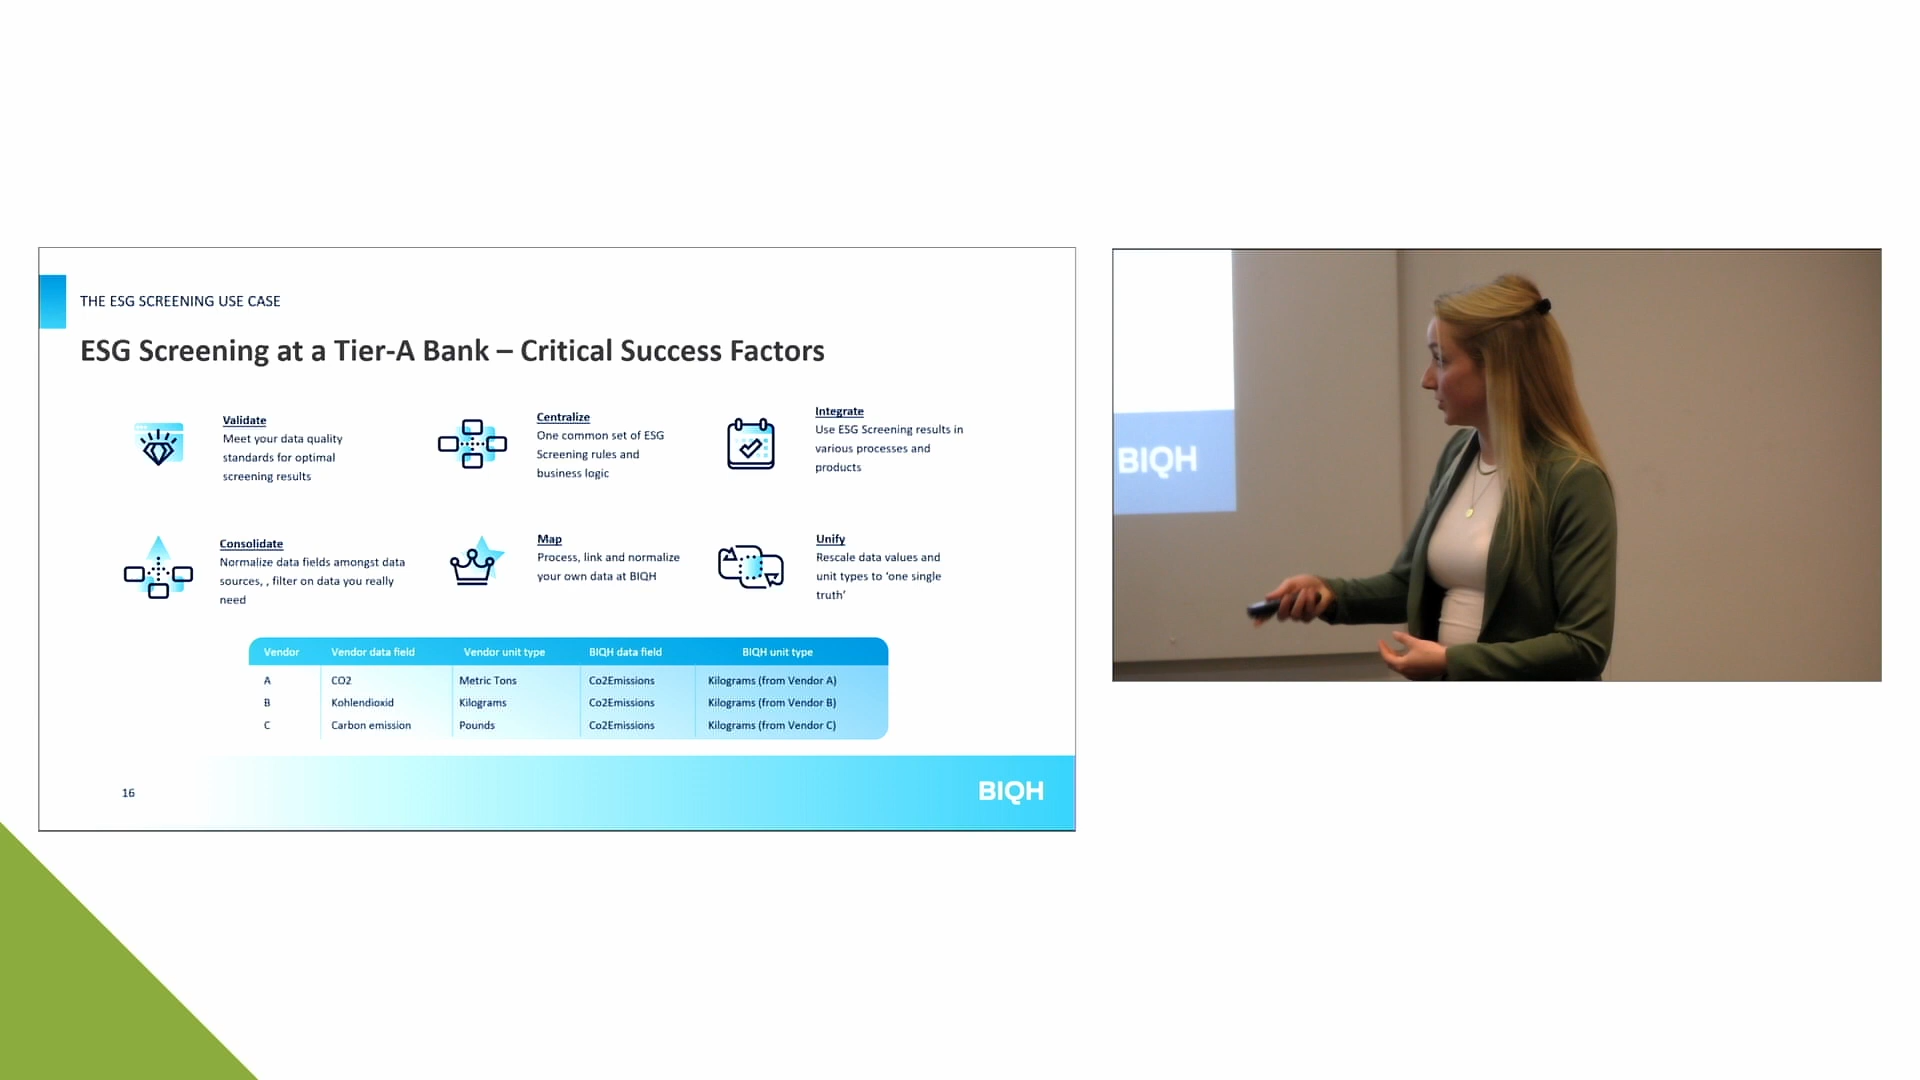 THE ESG SCREENING USE CASE
ESG Screening at a Tier-A Bank – Critical Success Factors
Validate
Meet your data quality
standards for optimal
screening results
Centralize
One common set of ESG
Screening rules and
business logic
Integrate
Use ESG Screening results in
various processes and
products
Consolidate
Normalize data fields amongst data
sources, , filter on data you really
need
Map
Process, link and normalize
your own data at BIQH
Unify
Rescale data values and
unit types to ‘one single
truth’
Vendor Vendor data field Vendor unit type BIQH data field BIQH unit type
A CO2 Metric Tons Co2Emissions Kilograms (from Vendor A)
B Kohlendioxid Kilograms Co2Emissions Kilograms (from Vendor B)
C Carbon emission Pounds Co2Emissions Kilograms (from Vendor C)
16
BIQH
BIQH